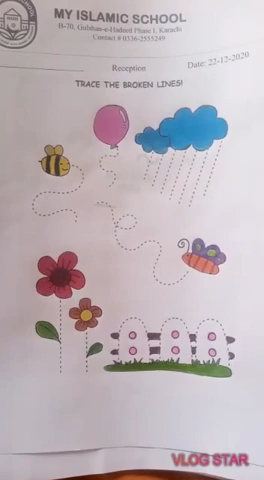 MY ISLAMIC SCHOOL
B-70, Gulshan-e-Hadeed Phase I, Karachi
Contact # 0336-2555249
Reception
Date: 22-12-2020
TRACE THE BROKEN LINES!
VLOG STAR